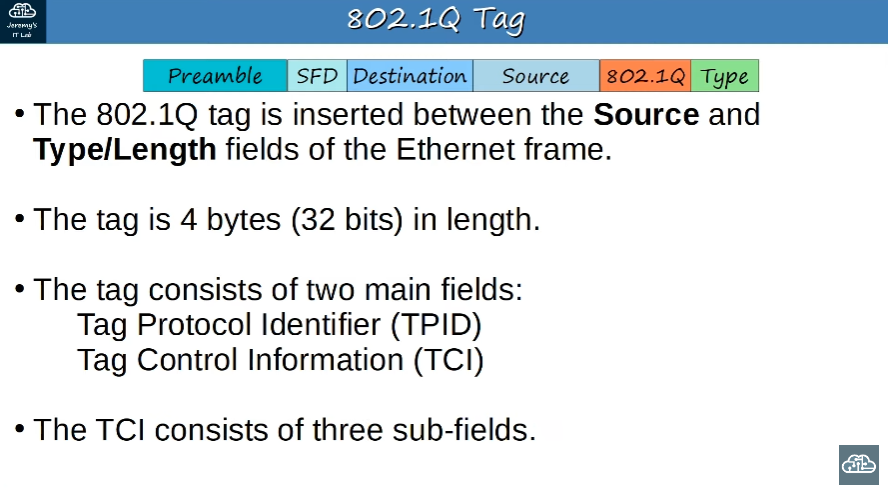 Jeremy's
IT Lab
802.1Q Tag
Preamble SFD Destination Source 802.1Q Type
• The 802.1Q tag is inserted between the Source and
Type/Length fields of the Ethernet frame.
• The tag is 4 bytes (32 bits) in length.
• The tag consists of two main fields:
Tag Protocol Identifier (TPID)
Tag Control Information (TCI)
• The TCI consists of three sub-fields.